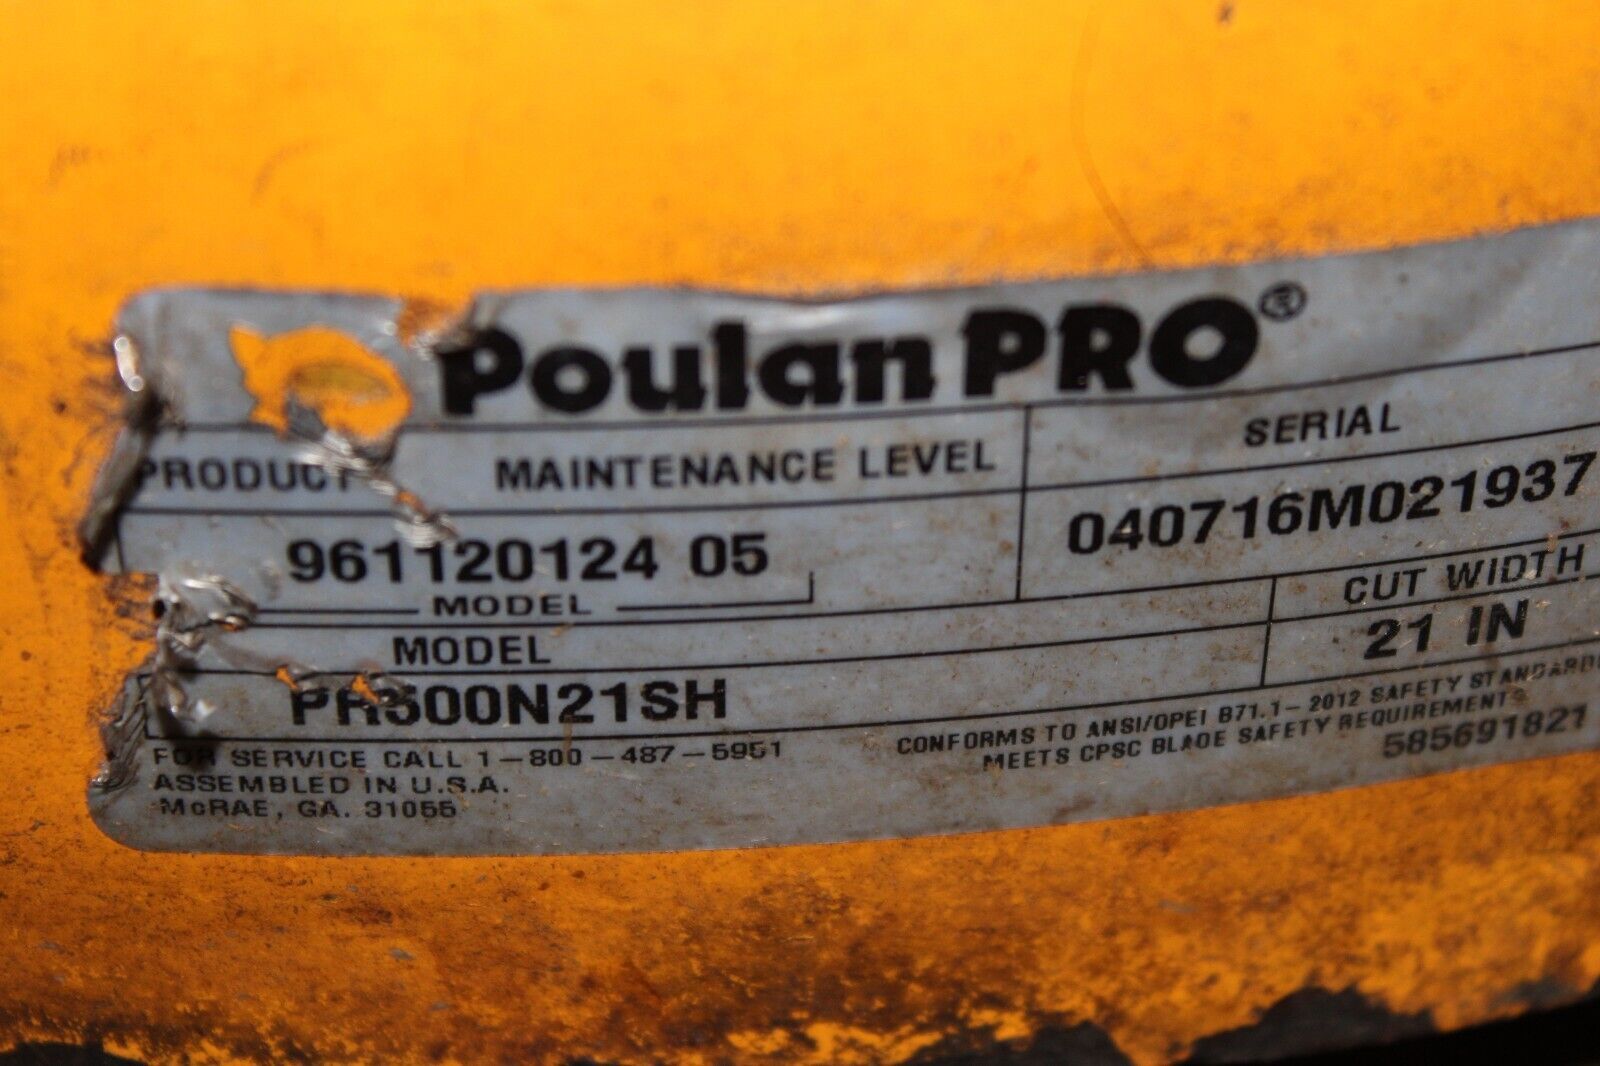 Poulan PRO®
PRODUCT MAINTENANCE LEVEL SERIAL
961120124 05 040716M021937
MODEL
MODEL CUT WIDTH
PR500N21SH 21 IN
FOR SERVICE CALL 1-800-487-5951
ASSEMBLED IN U.S.A.
McRAE, GA. 31055
CONFORMS TO ANSI/OPEI B71.1-2012 SAFETY STANDARD
MEETS CPSC BLADE SAFETY REQUIREMENTS
585691821